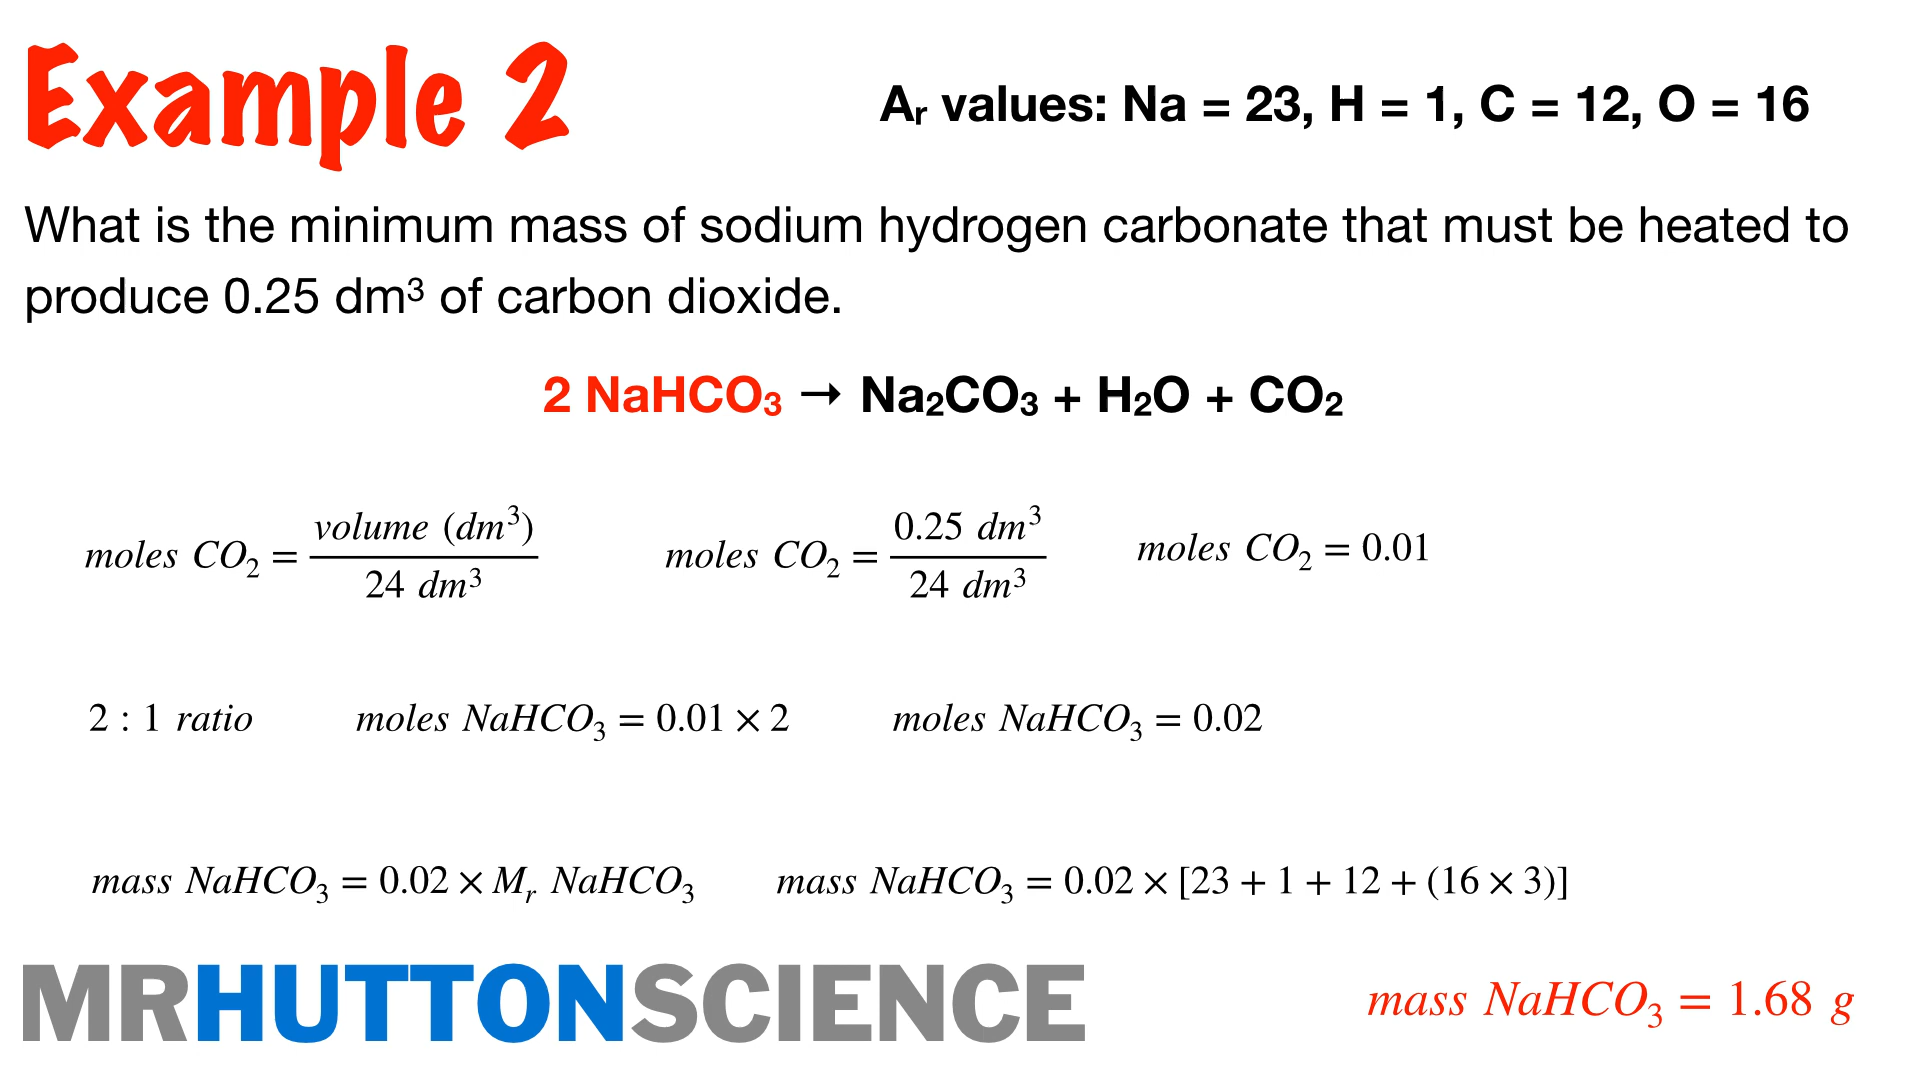 Example 2
Aᵣ values: Na = 23, H = 1, C = 12, O = 16
What is the minimum mass of sodium hydrogen carbonate that must be heated to
produce 0.25 dm³ of carbon dioxide.
2 NaHCO₃ → Na₂CO₃ + H₂O + CO₂
moles CO₂ = volume (dm³) / 24 dm³
moles CO₂ = 0.25 dm³ / 24 dm³
moles CO₂ = 0.01
2 : 1 ratio
moles NaHCO₃ = 0.01 × 2
moles NaHCO₃ = 0.02
mass NaHCO₃ = 0.02 × Mᵣ NaHCO₃
mass NaHCO₃ = 0.02 × [23 + 1 + 12 + (16 × 3)]
MRHUTTONSCIENCE
mass NaHCO₃ = 1.68 g